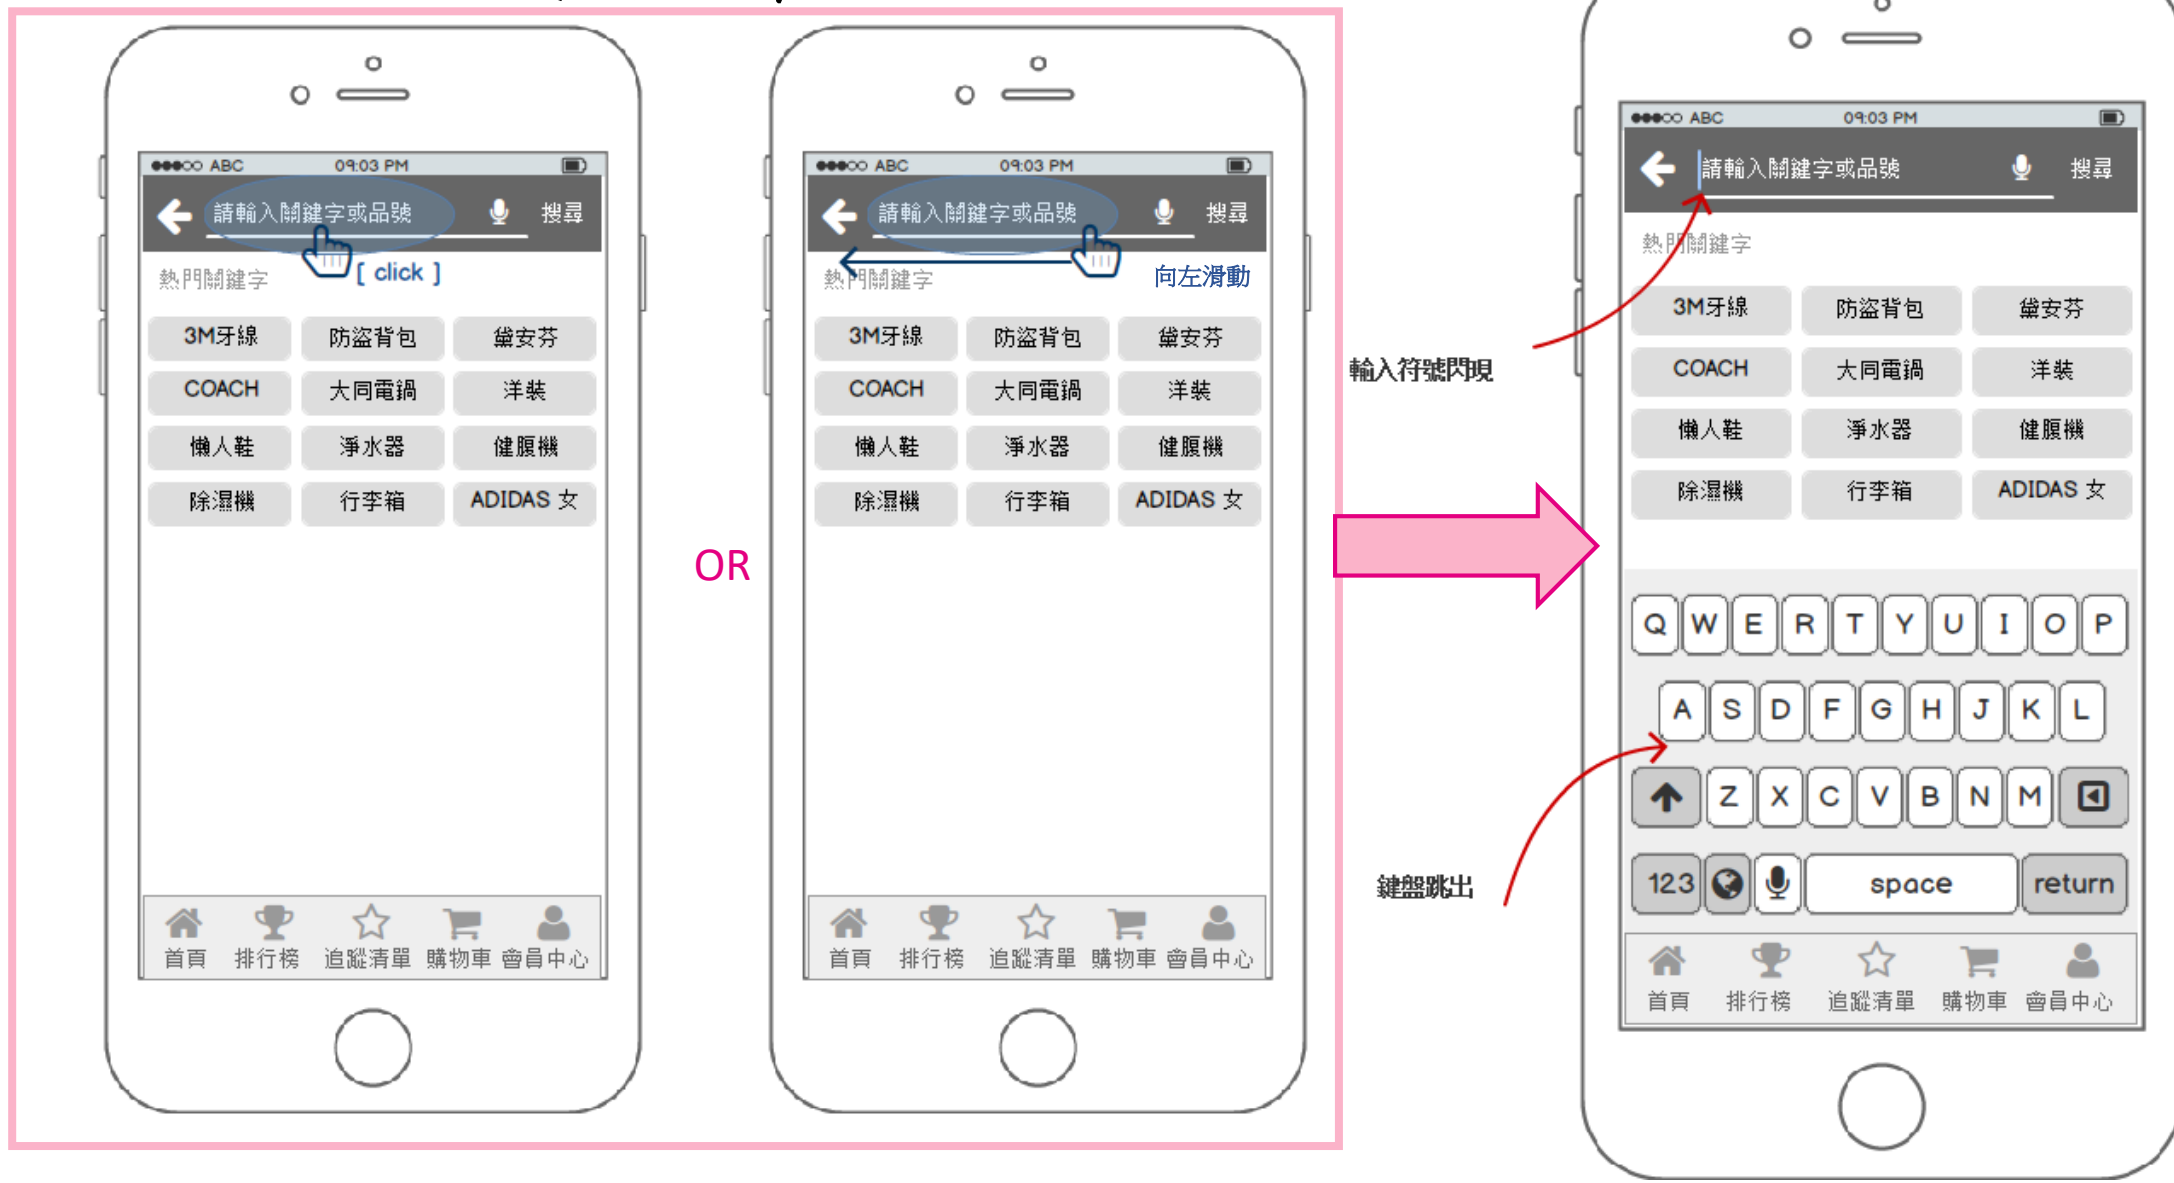 ABC 09:03 PM
請輸入關鍵字或品號 搜尋
[ click ]
熱門關鍵字
3M牙線 防盜背包 黛安芬
COACH 大同電鍋 洋裝
懶人鞋 淨水器 健腹機
除濕機 行李箱 ADIDAS 女
首頁 排行榜 追蹤清單 購物車 會員中心
OR
ABC 09:03 PM
請輸入關鍵字或品號 搜尋
向左滑動
熱門關鍵字
3M牙線 防盜背包 黛安芬
COACH 大同電鍋 洋裝
懶人鞋 淨水器 健腹機
除濕機 行李箱 ADIDAS 女
首頁 排行榜 追蹤清單 購物車 會員中心
輸入符號閃現
鍵盤跳出
ABC 09:03 PM
請輸入關鍵字或品號 搜尋
熱門關鍵字
3M牙線 防盜背包 黛安芬
COACH 大同電鍋 洋裝
懶人鞋 淨水器 健腹機
除濕機 行李箱 ADIDAS 女
Q W E R T Y U I O P
A S D F G H J K L
Z X C V B N M
123 space return
首頁 排行榜 追蹤清單 購物車 會員中心